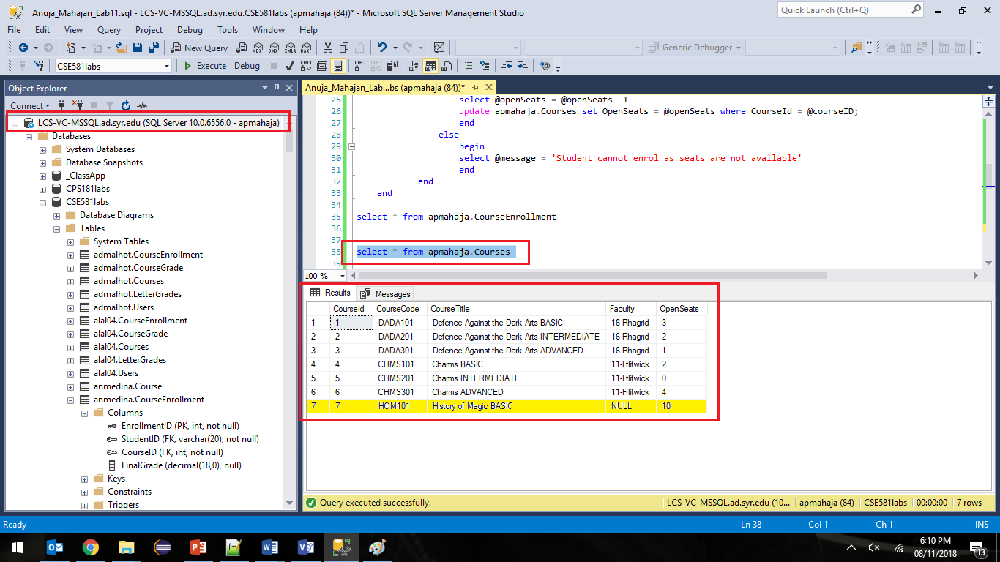 Anuja_Mahajan_Lab11.sql - LCS-VC-MSSQL.ad.syr.edu.CSE581labs (apmahaja (84))* - Microsoft SQL Server Management Studio
Quick Launch (Ctrl+Q)
File Edit View Query Project Debug Tools Window Help
New Query MDX DMX XMLA DAX Generic Debugger
CSE581labs Execute Debug
Object Explorer
Connect
LCS-VC-MSSQL.ad.syr.edu (SQL Server 10.0.6556.0 - apmahaja)
Databases
System Databases
Database Snapshots
_ClassApp
CPS181labs
CSE581labs
Database Diagrams
Tables
System Tables
admalhot.CourseEnrollment
admalhot.CourseGrade
admalhot.Courses
admalhot.LetterGrades
admalhot.Users
alal04.CourseEnrollment
alal04.CourseGrade
alal04.Courses
alal04.LetterGrades
alal04.Users
anmedina.Course
anmedina.CourseEnrollment
Columns
EnrollmentID (PK, int, not null)
StudentID (FK, varchar(20), not null)
CourseID (FK, int, not null)
FinalGrade (decimal(18,0), null)
Keys
Constraints
Triggers
Anuja_Mahajan_Lab...bs (apmahaja (84))*
25 select @openSeats = @openSeats -1
26 update apmahaja.Courses set OpenSeats = @openSeats where CourseId = @courseID;
27 end
28 else
29 begin
30 select @message = 'Student cannot enrol as seats are not available'
31 end
32 end
33 end
34
35 select * from apmahaja.CourseEnrollment
36
37
38 select * from apmahaja.Courses
39
100 %
Results Messages
CourseId CourseCode CourseTitle Faculty OpenSeats
1 1 DADA101 Defence Against the Dark Arts BASIC 16-Rhagrid 3
2 2 DADA201 Defence Against the Dark Arts INTERMEDIATE 16-Rhagrid 2
3 3 DADA301 Defence Against the Dark Arts ADVANCED 16-Rhagrid 1
4 4 CHMS101 Charms BASIC 11-Fflitwick 2
5 5 CHMS201 Charms INTERMEDIATE 11-Fflitwick 0
6 6 CHMS301 Charms ADVANCED 11-Fflitwick 4
7 7 HOM101 History of Magic BASIC NULL 10
Query executed successfully. LCS-VC-MSSQL.ad.syr.edu (10... apmahaja (84) CSE581labs 00:00:00 7 rows
Ready Ln 38 Col 1 Ch 1 INS
6:10 PM
08/11/2018
13